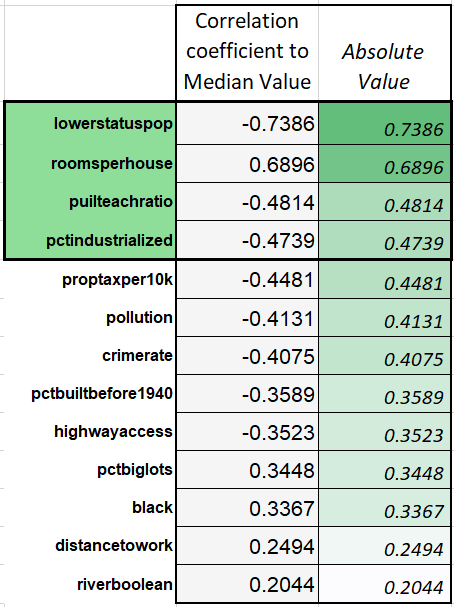 Correlation
coefficient to
Median Value
Absolute
Value
lowerstatuspop -0.7386 0.7386
roomsperhouse 0.6896 0.6896
puilteachratio -0.4814 0.4814
pctindustrialized -0.4739 0.4739
proptaxper10k -0.4481 0.4481
pollution -0.4131 0.4131
crimerate -0.4075 0.4075
pctbuiltbefore1940 -0.3589 0.3589
highwayaccess -0.3523 0.3523
pctbiglots 0.3448 0.3448
black 0.3367 0.3367
distancetowork 0.2494 0.2494
riverboolean 0.2044 0.2044